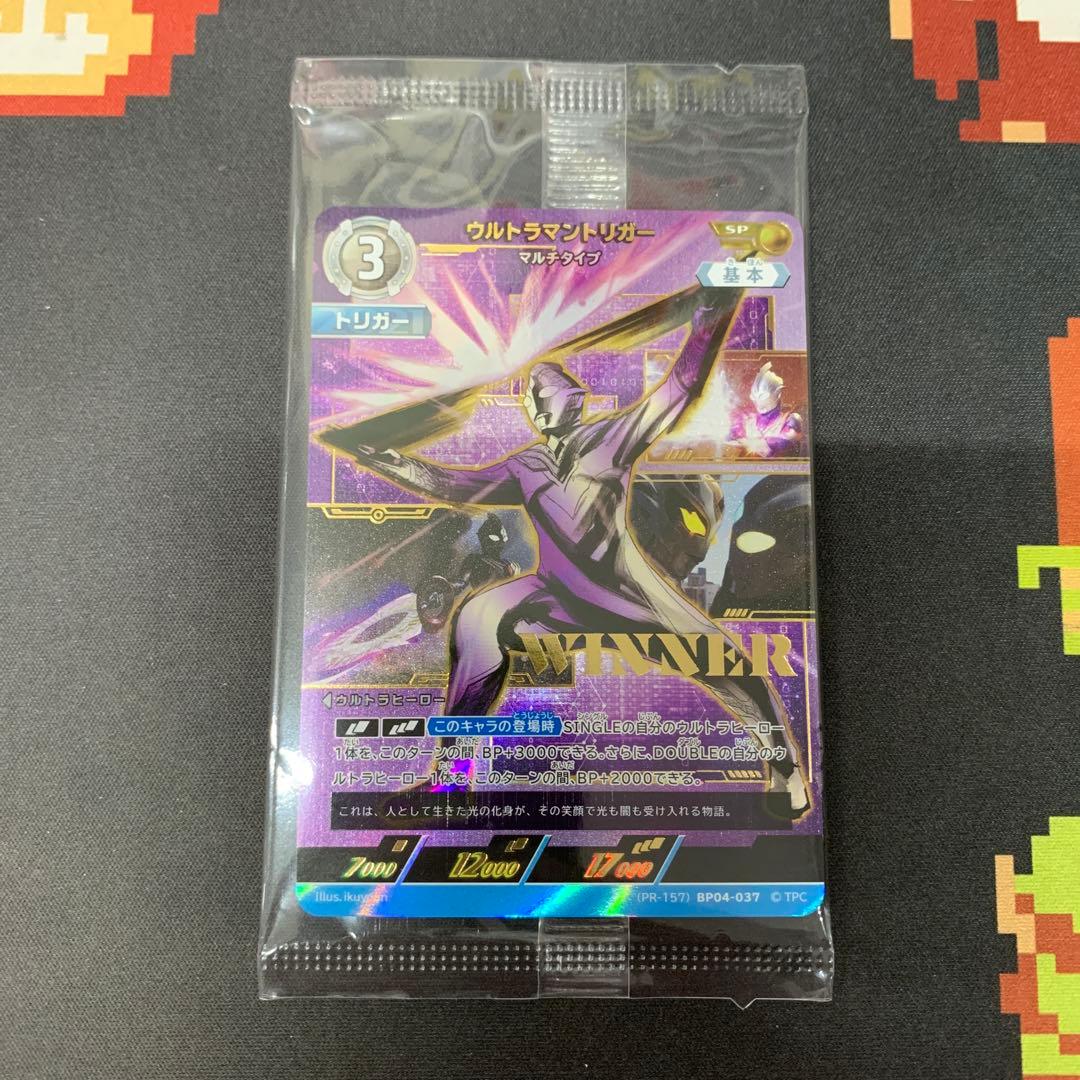 3
ウルトラマントリガー
マルチタイプ
SP
きほん
基本
トリガー
WINNER
ウルトラヒーロー
このキャラの登場時 SINGLEの自分のウルトラヒーロー
1体を、このターンの間、BP+3000できる。さらに、DOUBLEの自分のウ
ルトラヒーロー1体を、このターンの間、BP+2000できる。
これは、人として生きた光の化身が、その笑顔で光も闇も受け入れる物語。
7000 12000 17000
illus.ikuyoan (PR-157) BP04-037 © TPC